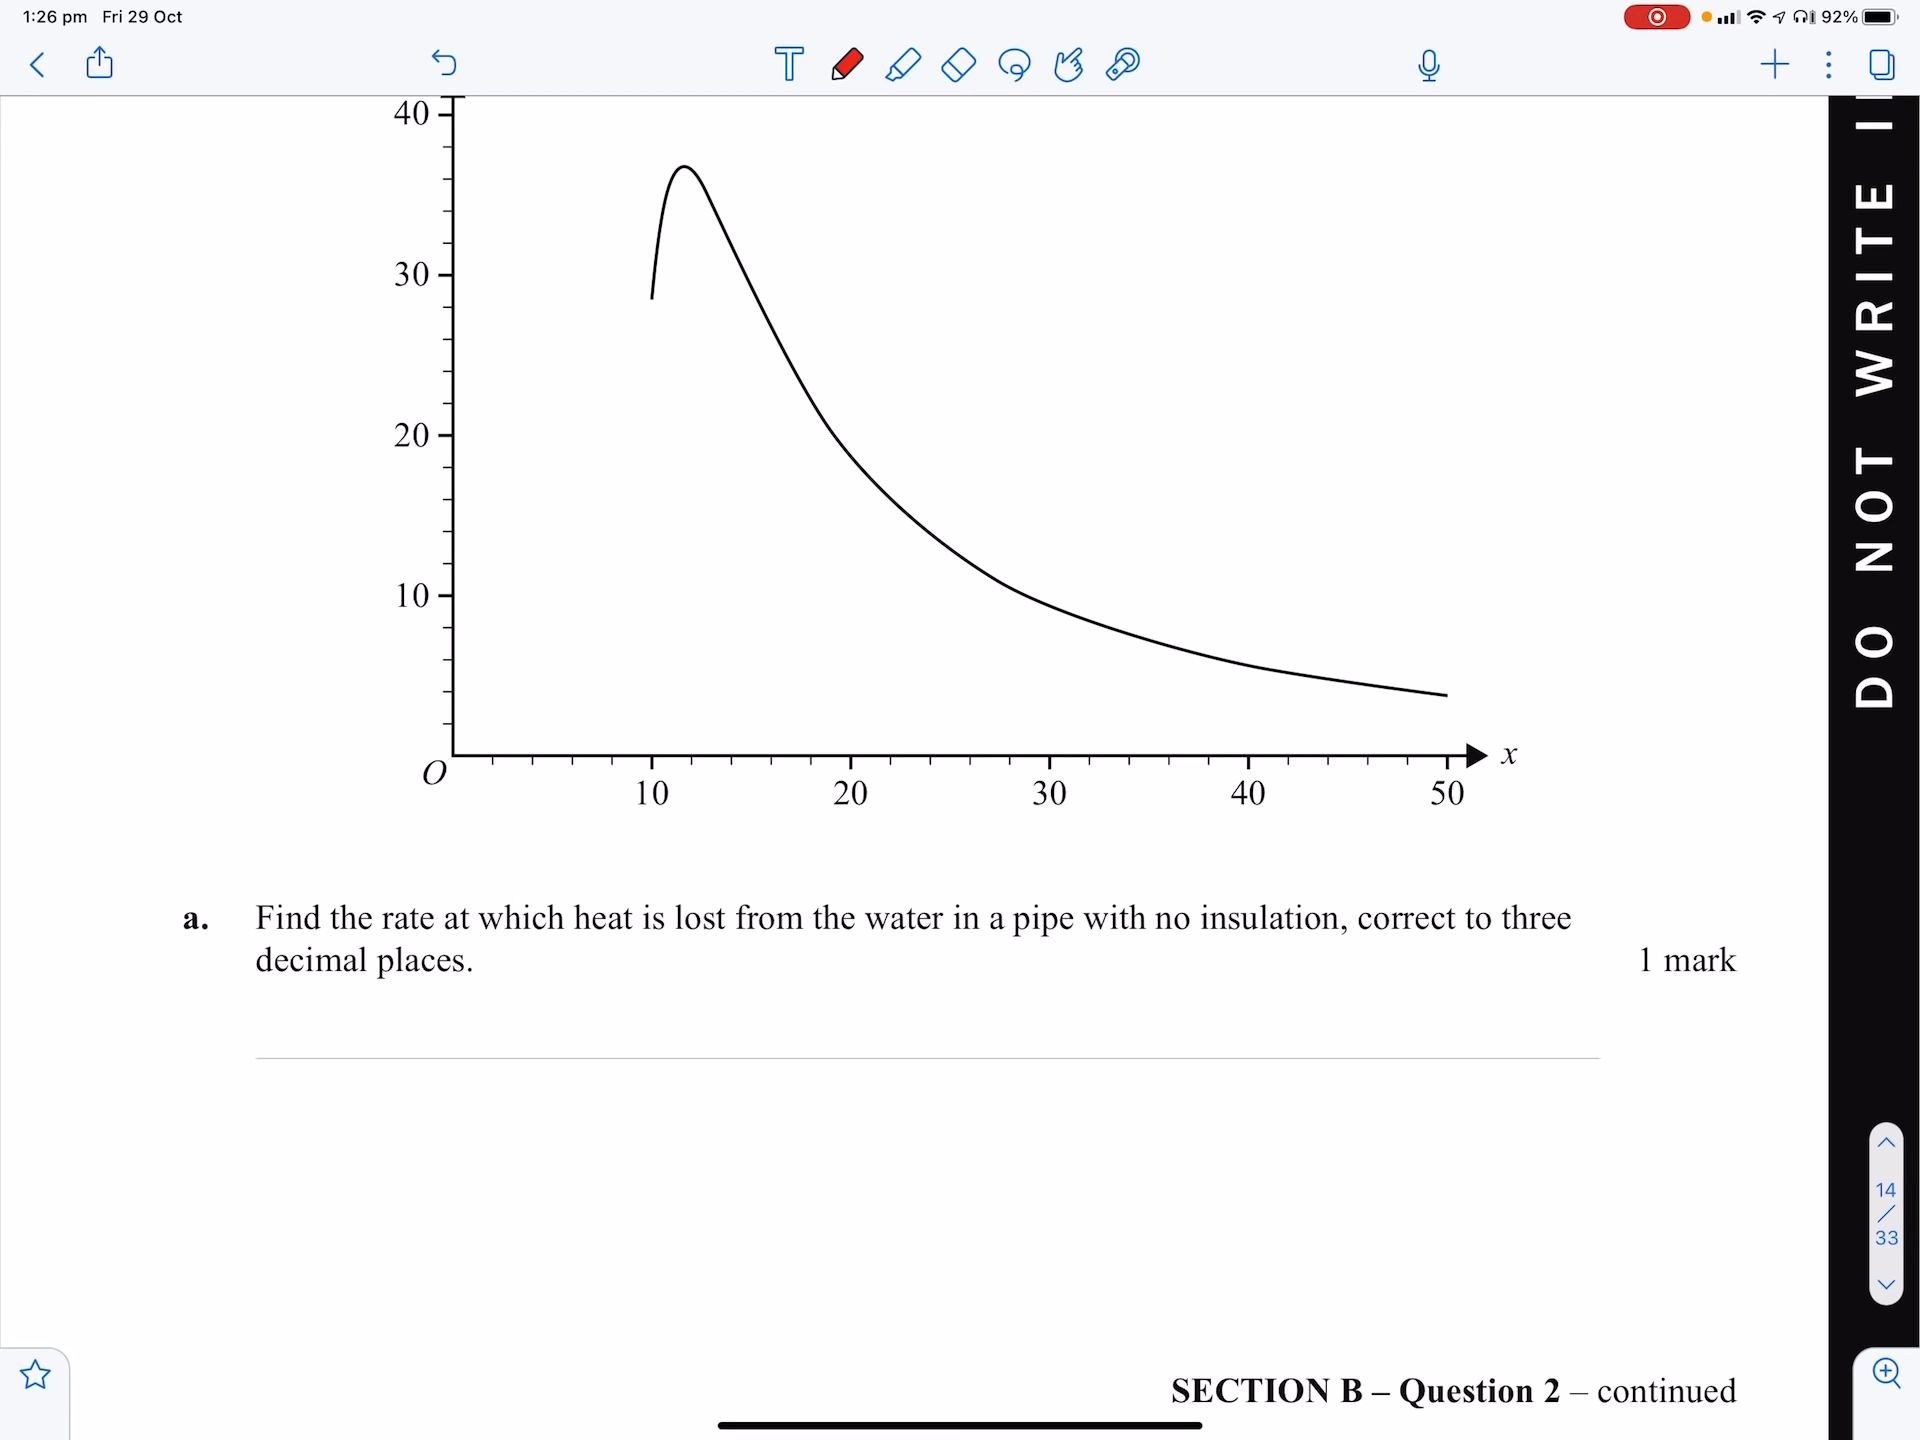 1:26 pm Fri 29 Oct
92%
T
40
30
20
10
O
10 20 30 40 50
x
a. Find the rate at which heat is lost from the water in a pipe with no insulation, correct to three
decimal places. 1 mark
SECTION B – Question 2 – continued
DO NOT WRITE
14
/
33